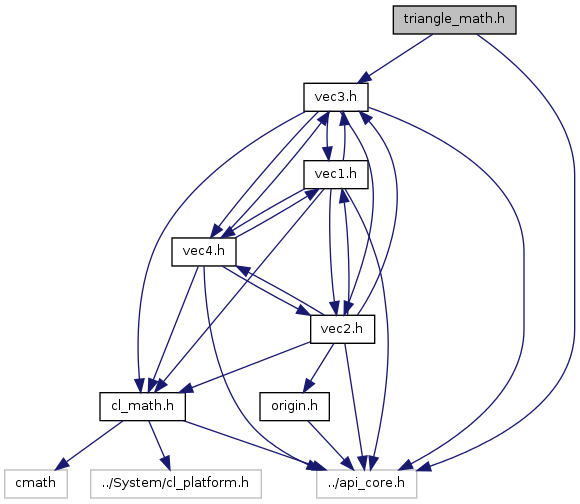 triangle_math.h
vec3.h
vec1.h
vec4.h
vec2.h
cl_math.h
origin.h
cmath
../System/cl_platform.h
../api_core.h